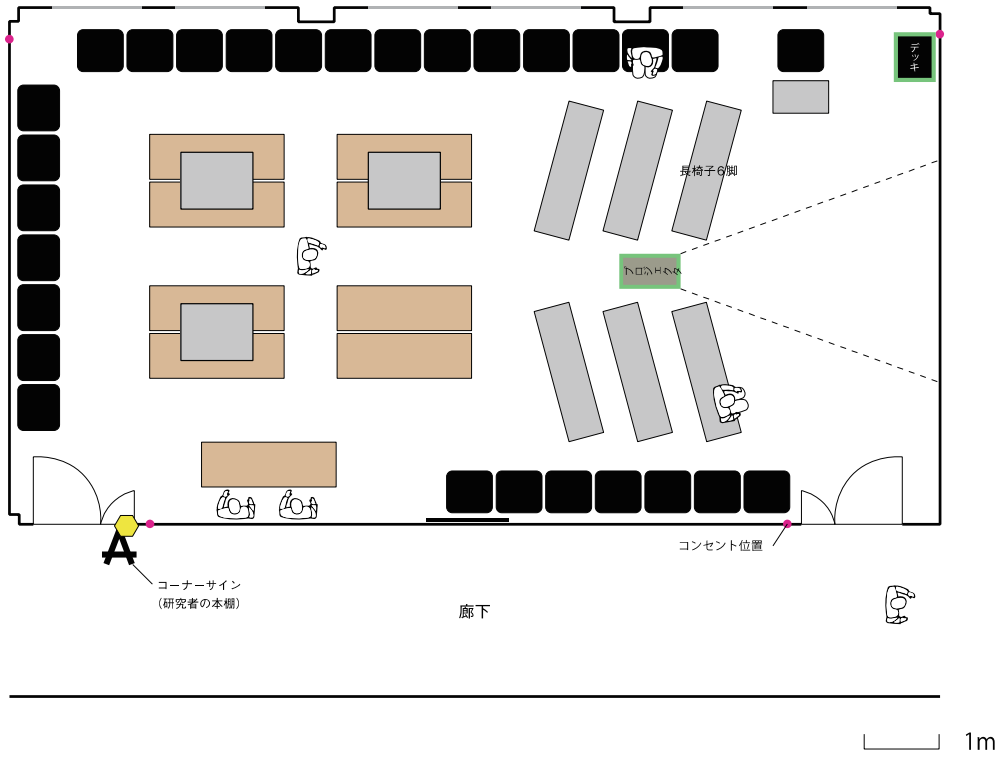 デッキ
長椅子6脚
プロジェクタ
コンセント位置
コーナーサイン
（研究者の本棚）
廊下
1m